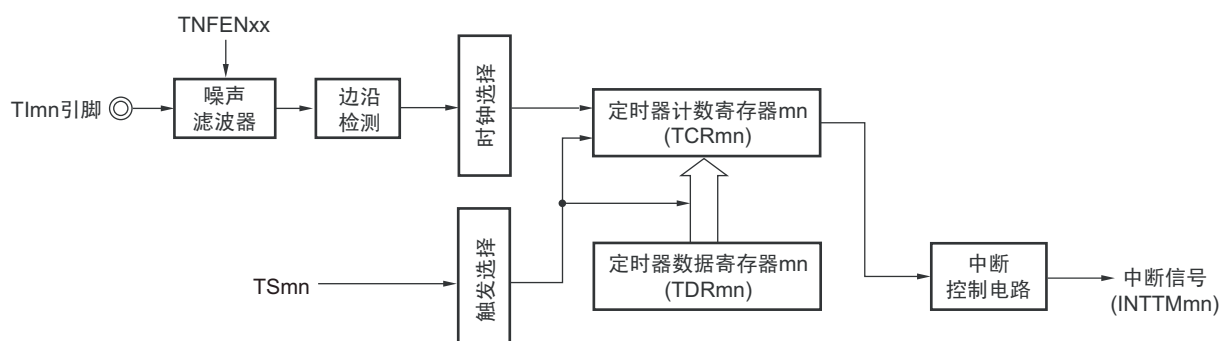 TNFENxx
TImn引脚
噪声
滤波器
边沿
检测
时钟选择
定时器计数寄存器mn
(TCRmn)
TSmn
触发选择
定时器数据寄存器mn
(TDRmn)
中断
控制电路
中断信号
(INTTMmn)